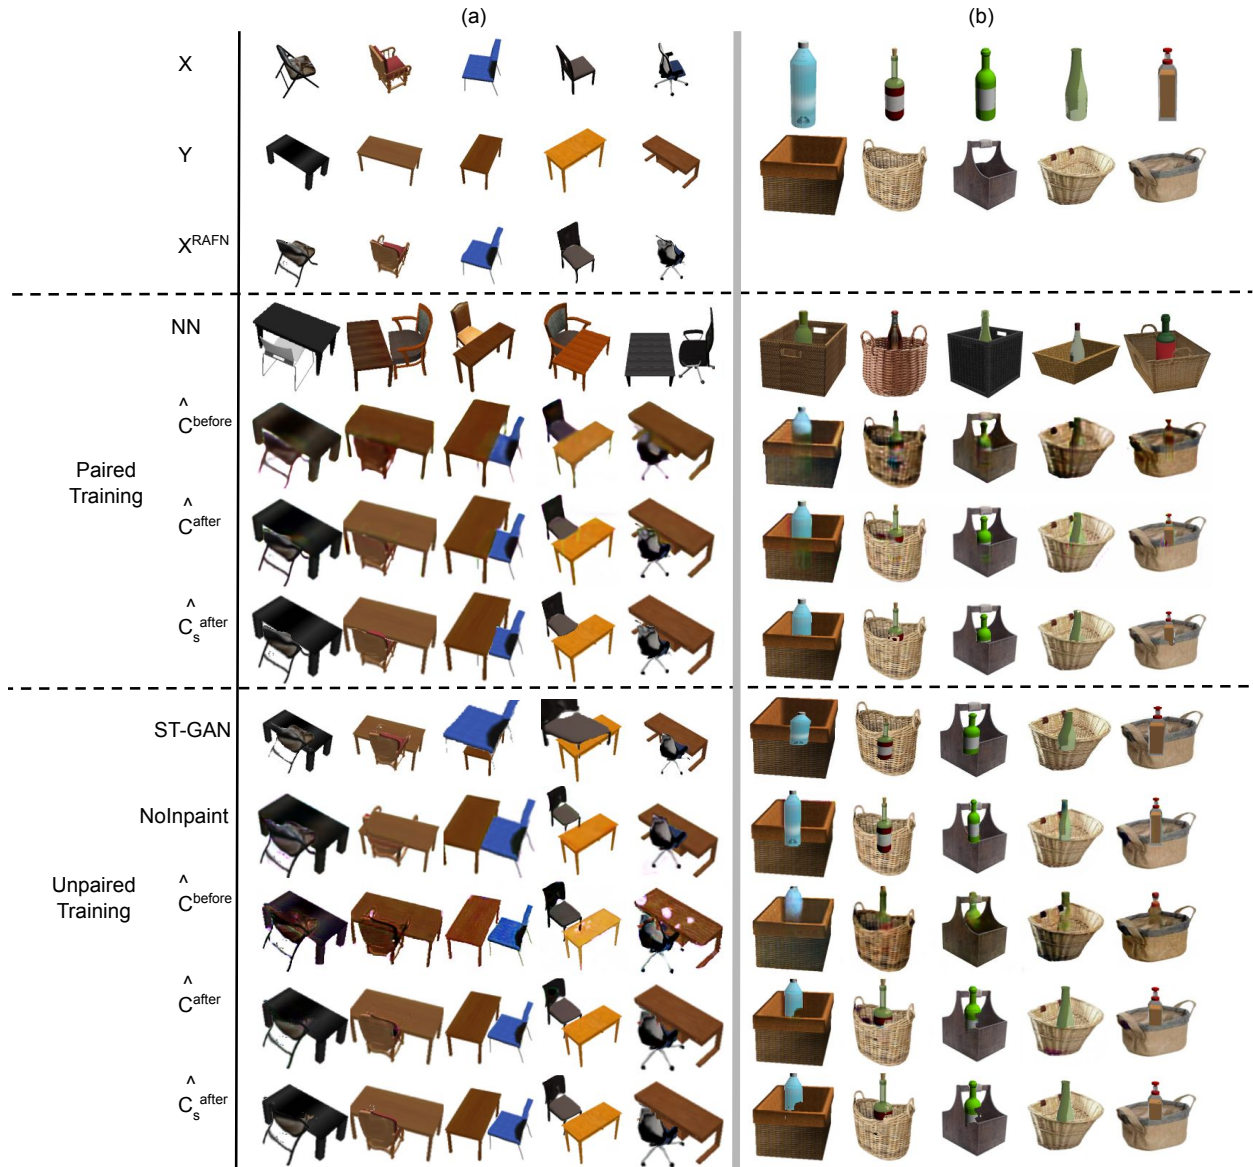 (a) (b)
X
Y
X^RAFN
NN
Ĉ^before
Paired
Training
Ĉ^after
Ĉ_s^after
ST-GAN
NoInpaint
Unpaired
Training
Ĉ^before
Ĉ^after
Ĉ_s^after